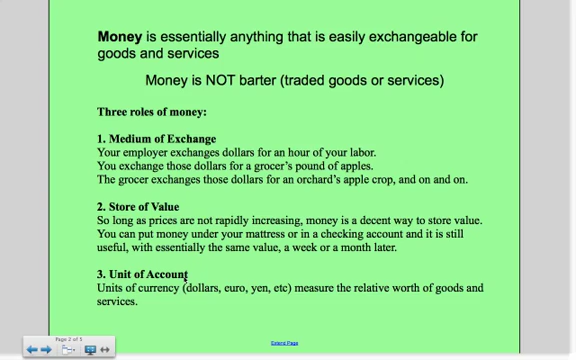 Money is essentially anything that is easily exchangeable for
goods and services
Money is NOT barter (traded goods or services)
Three roles of money:
1. Medium of Exchange
Your employer exchanges dollars for an hour of your labor.
You exchange those dollars for a grocer's pound of apples.
The grocer exchanges those dollars for an orchard's apple crop, and on and on.
2. Store of Value
So long as prices are not rapidly increasing, money is a decent way to store value.
You can put money under your mattress or in a checking account and it is still
useful, with essentially the same value, a week or a month later.
3. Unit of Account
Units of currency (dollars, euro, yen, etc) measure the relative worth of goods and
services.
Page 2 of 5
Extend Page